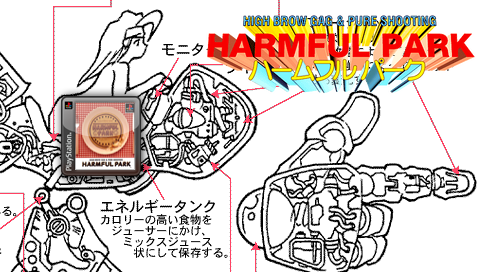 HIGH BROW GAG & PURE SHOOTING
HARMFUL PARK
ハームフルパーク
モニタ
PlayStation
HARMFUL PARK
HARMFUL PARK
エネルギータンク
カロリーの高い食物を
ジューサーにかけ、
ミックスジュース
状にして保存する。
る。